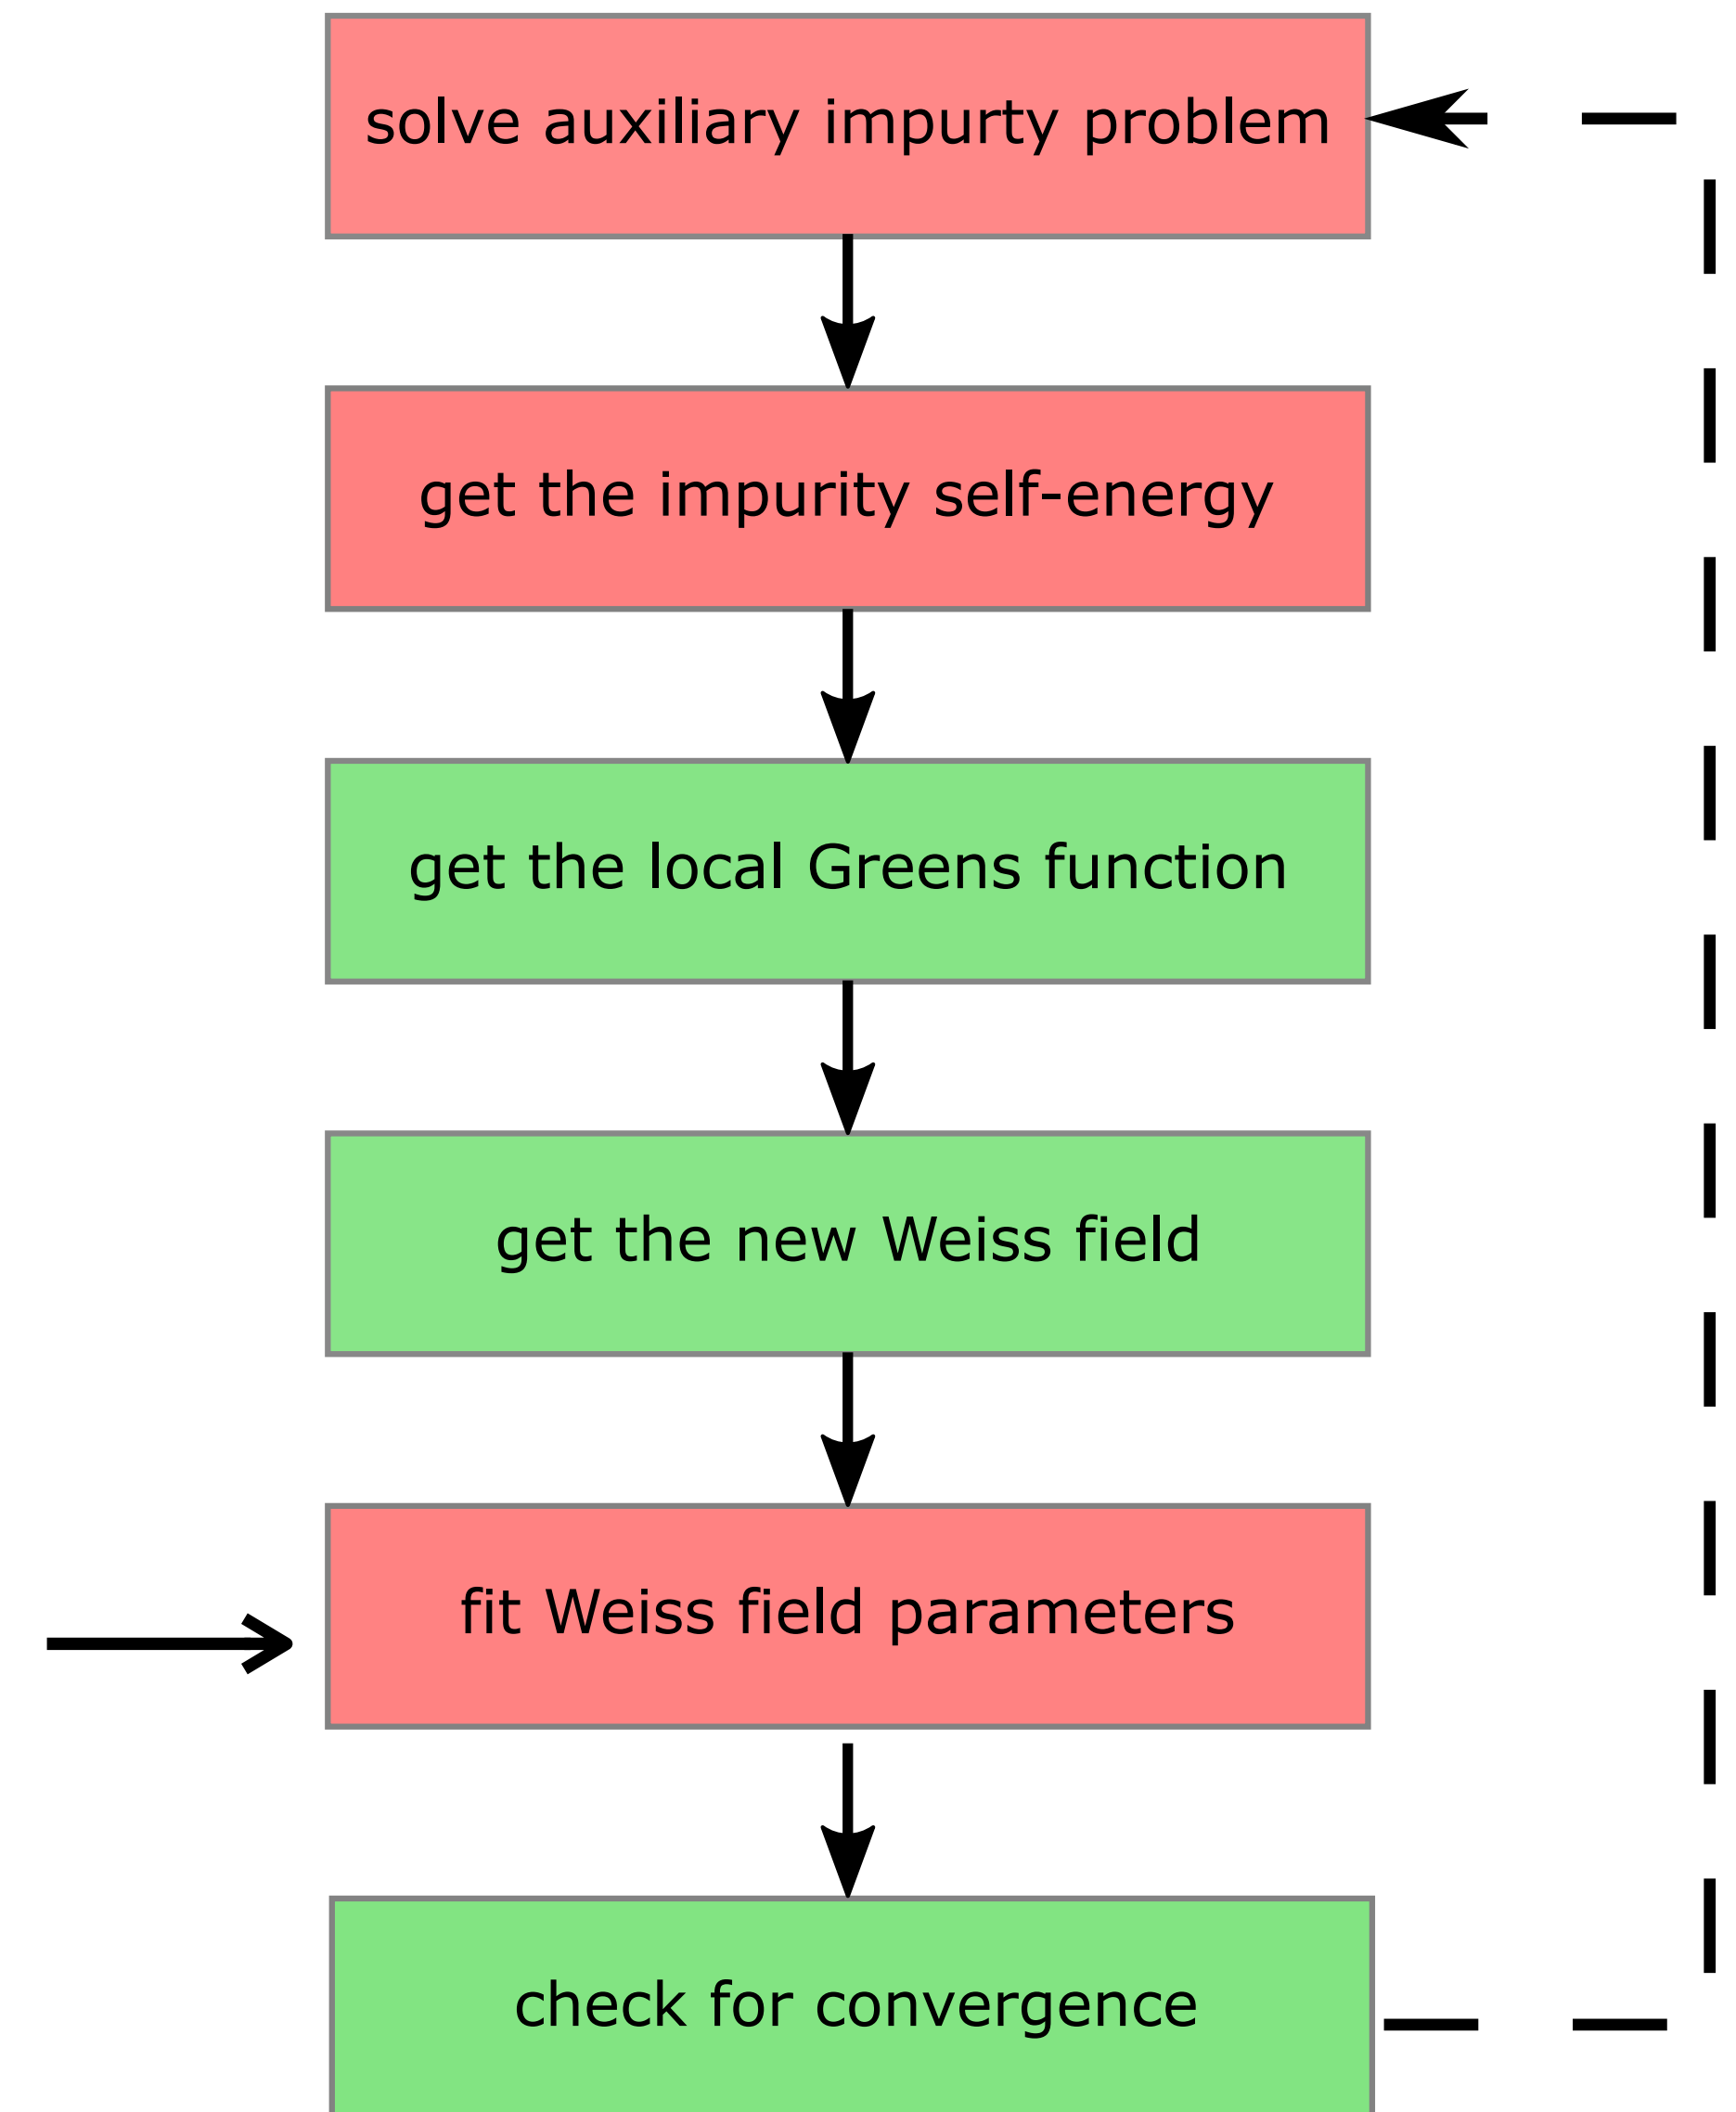 solve auxiliary impurty problem
get the impurity self-energy
get the local Greens function
get the new Weiss field
fit Weiss field parameters
check for convergence